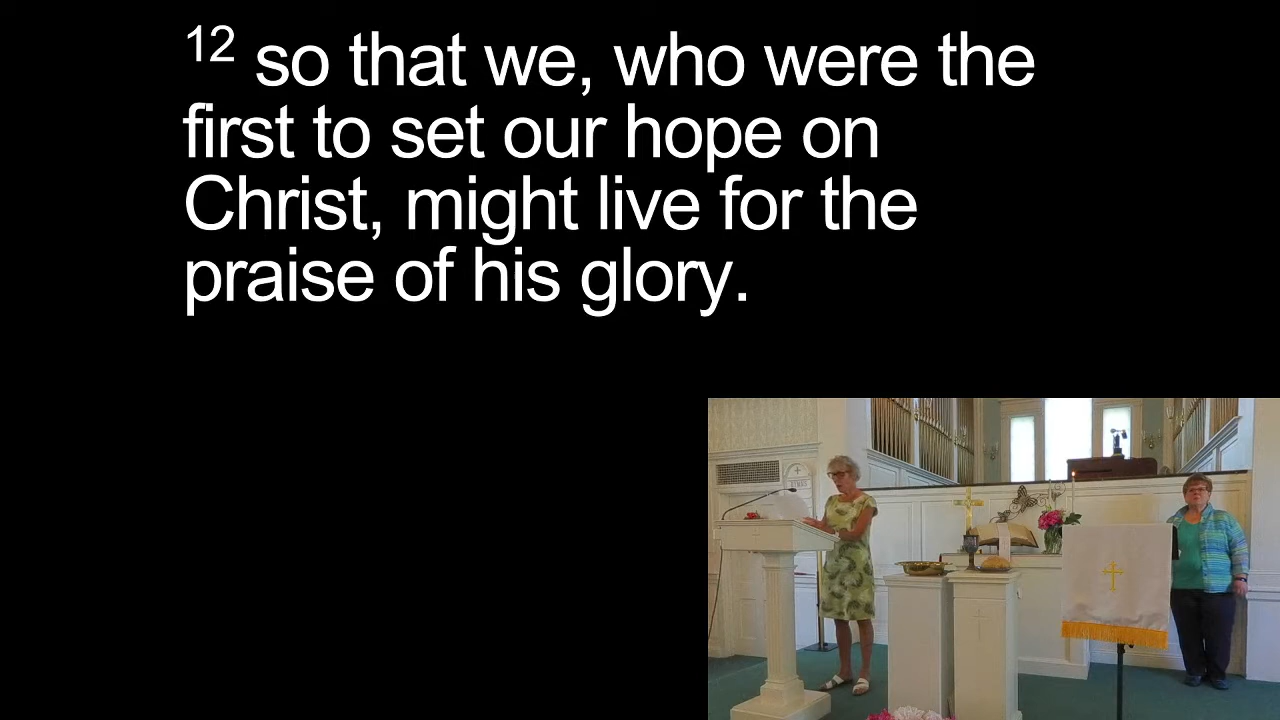 12 so that we, who were the
first to set our hope on
Christ, might live for the
praise of his glory.